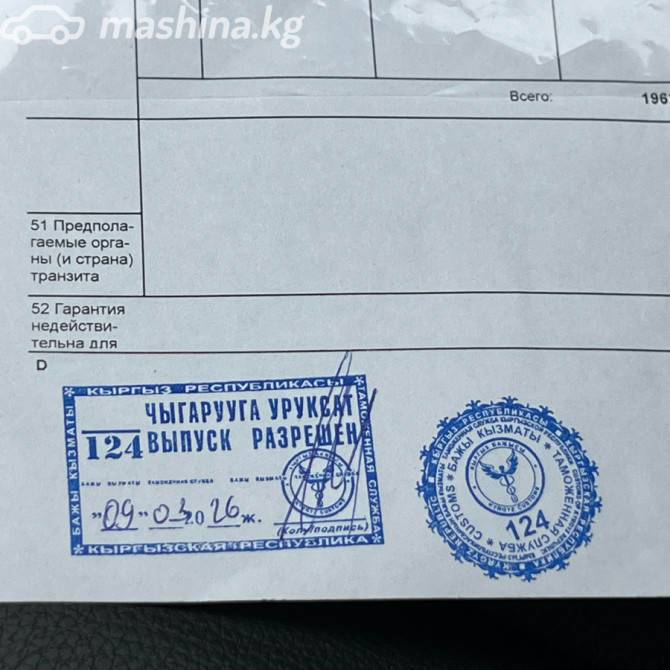 mashina.kg
Всего: 196
51 Предпола-
гаемые орга-
ны (и страна)
транзита
52 Гарантия
недействи-
тельна для
D
КЫРГЫЗ РЕСПУБЛИКАСЫ
БАЖЫ КЫЗМАТЫ
ТАМОЖЕННАЯ СЛУЖБА
ЧЫГАРУУГА УРУКСАТ
124 ВЫПУСК РАЗРЕШЕН
"09" 03 2026 ж.
(колу/подпись)
КЫРГЫЗСКАЯ РЕСПУБЛИКА
КЫРГЫЗ РЕСПУБЛИКАСЫ
БАЖЫ КЫЗМАТЫ * ТАМОЖЕННАЯ СЛУЖБА * CUSTOMS *
124